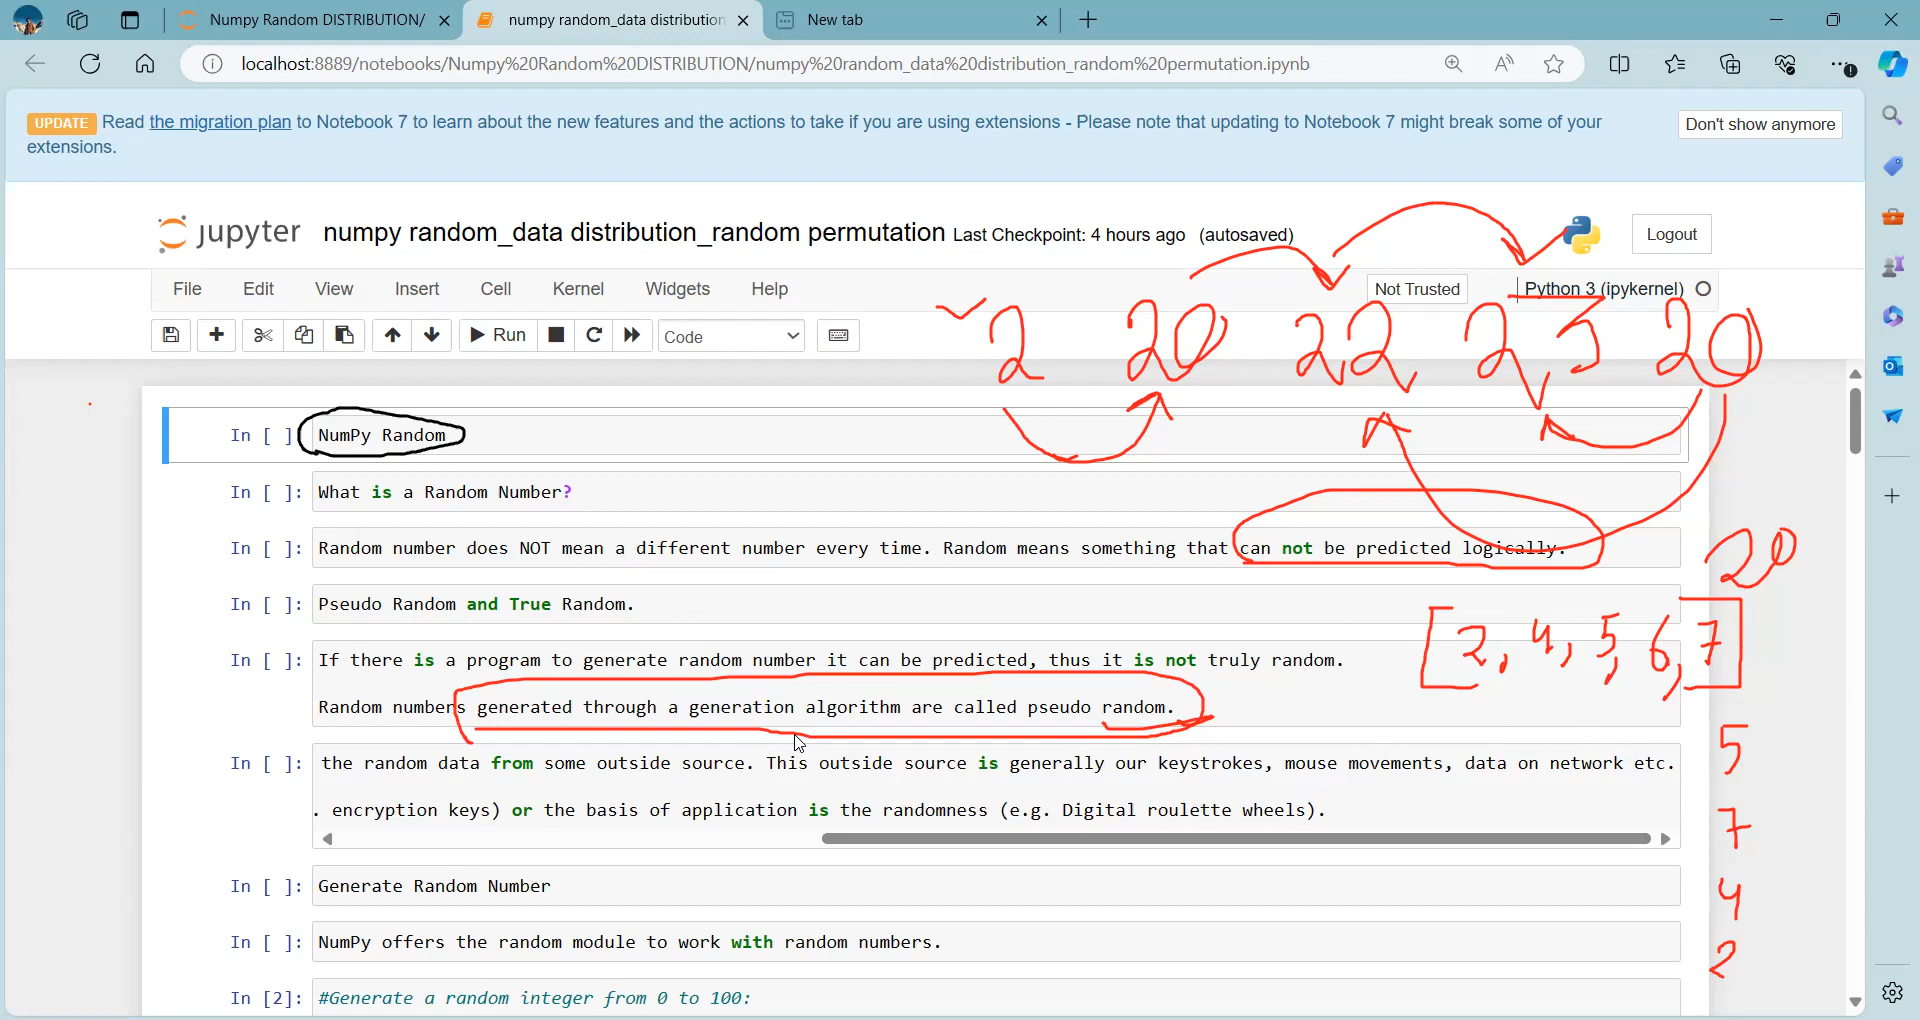 Numpy Random DISTRIBUTION/
numpy random_data distribution
New tab
localhost:8889/notebooks/Numpy%20Random%20DISTRIBUTION/numpy%20random_data%20distribution_random%20permutation.ipynb
UPDATE Read the migration plan to Notebook 7 to learn about the new features and the actions to take if you are using extensions - Please note that updating to Notebook 7 might break some of your
extensions.
Don't show anymore
jupyter numpy random_data distribution_random permutation Last Checkpoint: 4 hours ago (autosaved)
Logout
File Edit View Insert Cell Kernel Widgets Help
Not Trusted
Python 3 (ipykernel)
Run
Code
2 20 22, 2, 3 20
In [ ] NumPy Random
In [ ]: What is a Random Number?
In [ ]: Random number does NOT mean a different number every time. Random means something that can not be predicted logically.
20
In [ ]: Pseudo Random and True Random.
[2, 4, 5, 6, 7]
In [ ]: If there is a program to generate random number it can be predicted, thus it is not truly random.
Random numbers generated through a generation algorithm are called pseudo random.
5
In [ ]: the random data from some outside source. This outside source is generally our keystrokes, mouse movements, data on network etc.
. encryption keys) or the basis of application is the randomness (e.g. Digital roulette wheels).
7
In [ ]: Generate Random Number
4
In [ ]: NumPy offers the random module to work with random numbers.
2
In [2]: #Generate a random integer from 0 to 100: